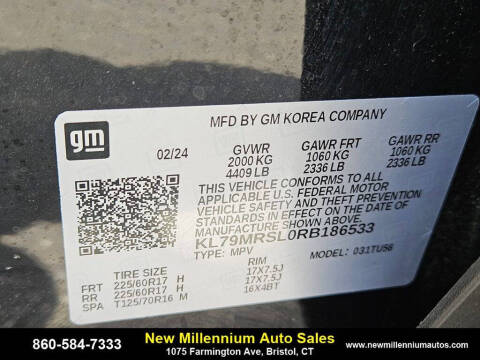 gm
MFD BY GM KOREA COMPANY
02/24 GVWR GAWR FRT GAWR RR
2000 KG 1060 KG 1060 KG
4409 LB 2336 LB 2336 LB
THIS VEHICLE CONFORMS TO ALL
APPLICABLE U.S. FEDERAL MOTOR
VEHICLE SAFETY, BUMPER, AND THEFT
PREVENTION STANDARDS IN EFFECT ON
THE DATE OF MANUFACTURE SHOWN ABOVE.
KL79MRSL0RB186533
TYPE: MPV MODEL: 031TU56
TIRE SIZE RIM
FRT 225/60R17 H 17X7.5J
RR 225/60R17 H 17X7.5J
SPA T125/70R16 M 16X4BT
860-584-7333
New Millennium Auto Sales
1075 Farmington Ave, Bristol, CT
www.newmillenniumautos.com